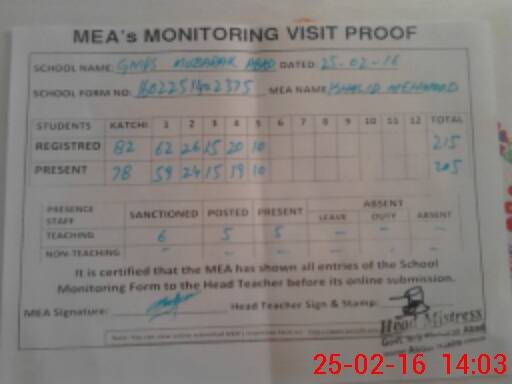 MEA's MONITORING VISIT PROOF
SCHOOL NAME: GMPS MUBARAK ABAD DATED: 25-02-16
SCHOOL FORM NO: MEA NAME KHALID MEHMOOD
STUDENTS KATCHI 1 2 3 4 5 6 7 8 9 10 11 12 TOTAL
REGISTRED 82 62 26 15 20 10 215
PRESENT 78 59 24 15 19 10 205
PRESENCE STAFF SANCTIONED POSTED PRESENT ABSENT
LEAVE DUTY ABSENT
TEACHING 6 5 5 - - -
NON-TEACHING - - - - - -
It is certified that the MEA has shown all entries of the School
Monitoring Form to the Head Teacher before its online submission.
MEA Signature: Head Teacher Sign & Stamp:
Head Mistress
25-02-16 14:03